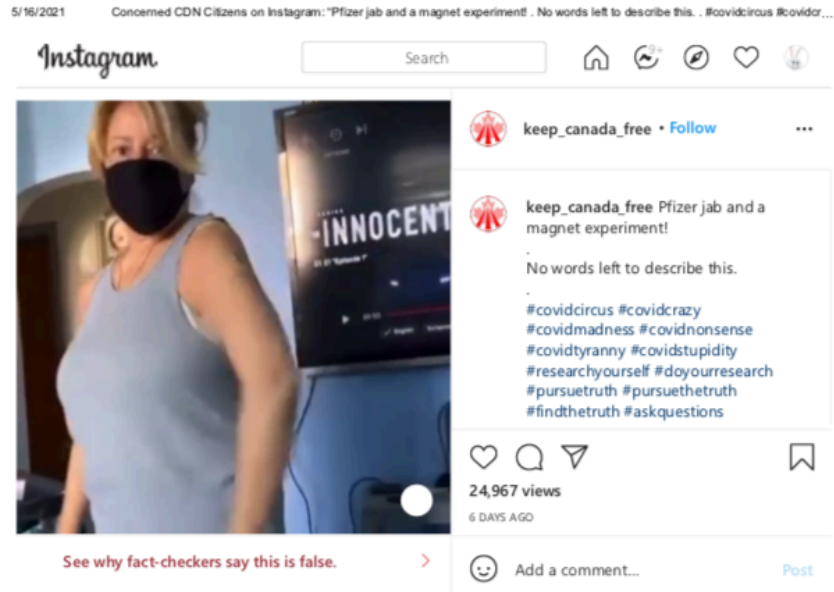 5/16/2021 Concerned CDN Citizens on Instagram: "Pfizer jab and a magnet experiment! . No words left to describe this. . #covidcircus #covidcr…
Instagram
Search
9+
keep_canada_free • Follow
keep_canada_free Pfizer jab and a
magnet experiment!
.
No words left to describe this.
.
#covidcircus #covidcrazy
#covidmadness #covidnonsense
#covidtyranny #covidstupidity
#researchyourself #doyourresearch
#pursuetruth #pursuethetruth
#findthetruth #askquestions
INNOCENT
24,967 views
6 DAYS AGO
See why fact-checkers say this is false.
Add a comment... Post